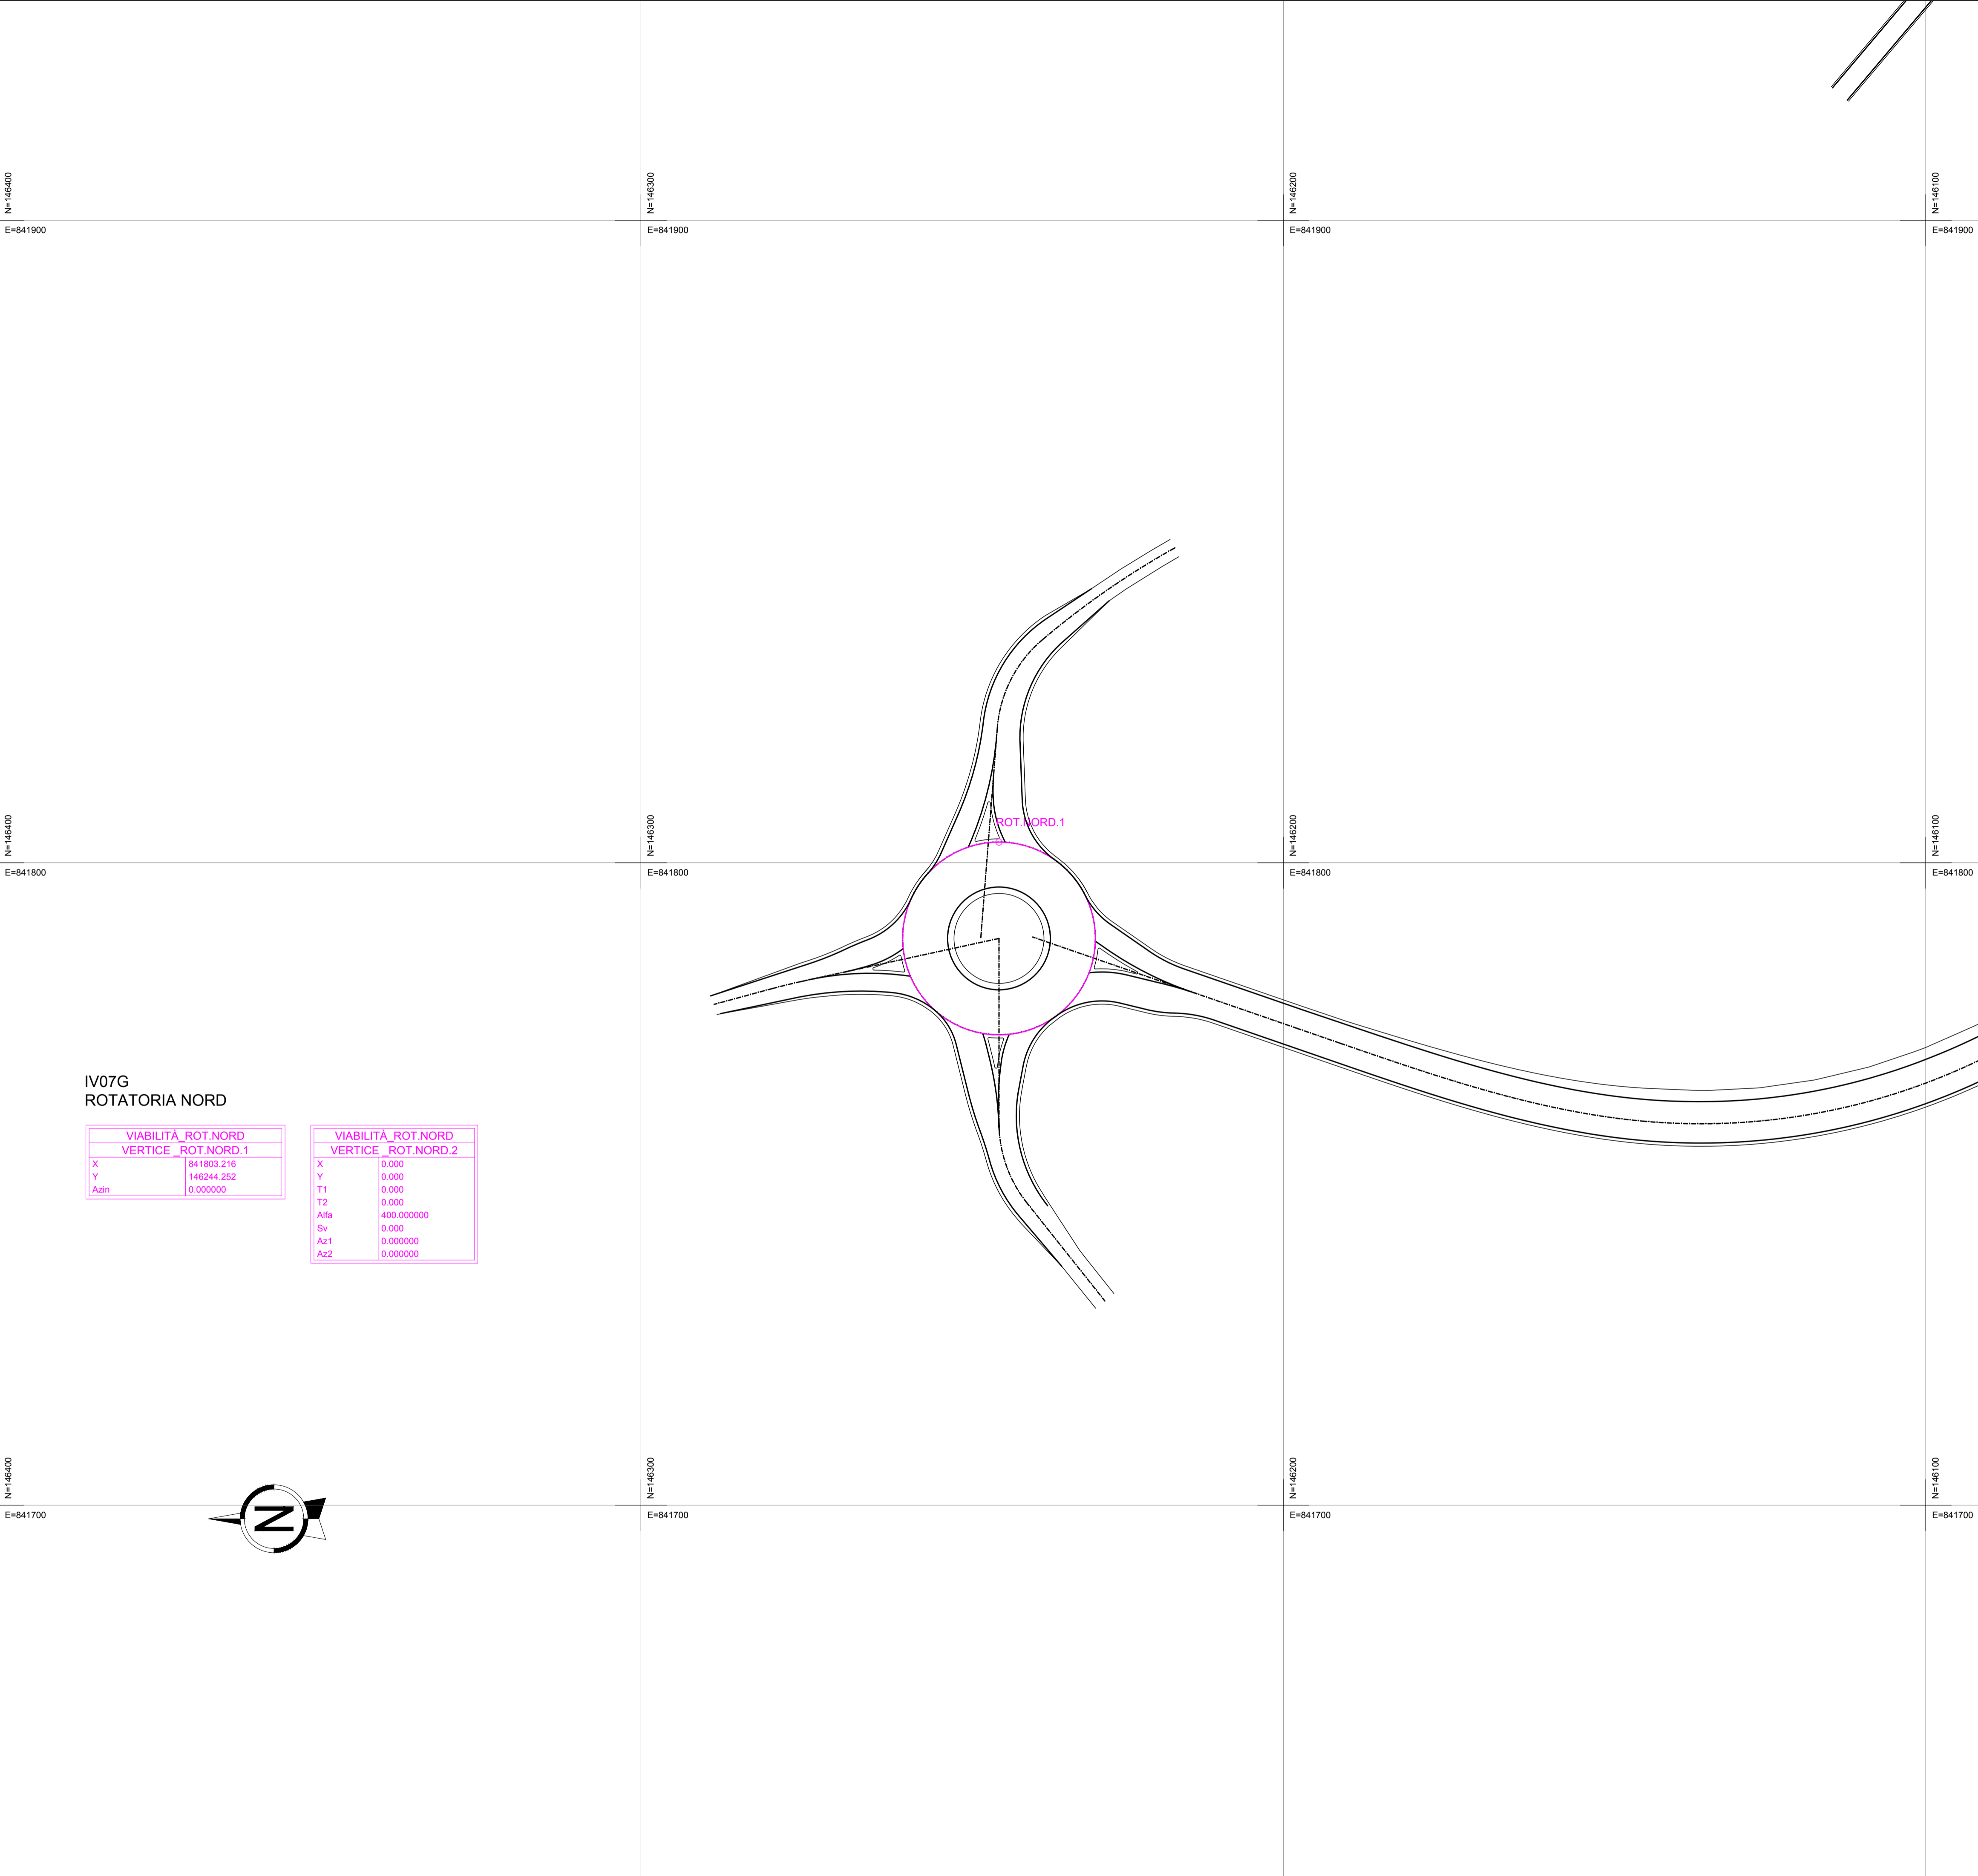 N=146400
N=146300
N=146200
N=146100
E=841900
E=841900
E=841900
E=841900
ROT.NORD.1
N=146400
N=146300
N=146200
N=146100
E=841800
E=841800
E=841800
E=841800
IV07G
ROTATORIA NORD
VIABILITÀ_ROT.NORD
VERTICE _ROT.NORD.1
X 841803.216
Y 146244.252
Azin 0.000000
VIABILITÀ_ROT.NORD
VERTICE _ROT.NORD.2
X 0.000
Y 0.000
T1 0.000
T2 0.000
Alfa 400.000000
Sv 0.000
Az1 0.000000
Az2 0.000000
N=146400
N=146300
N=146200
N=146100
E=841700
E=841700
E=841700
E=841700
N